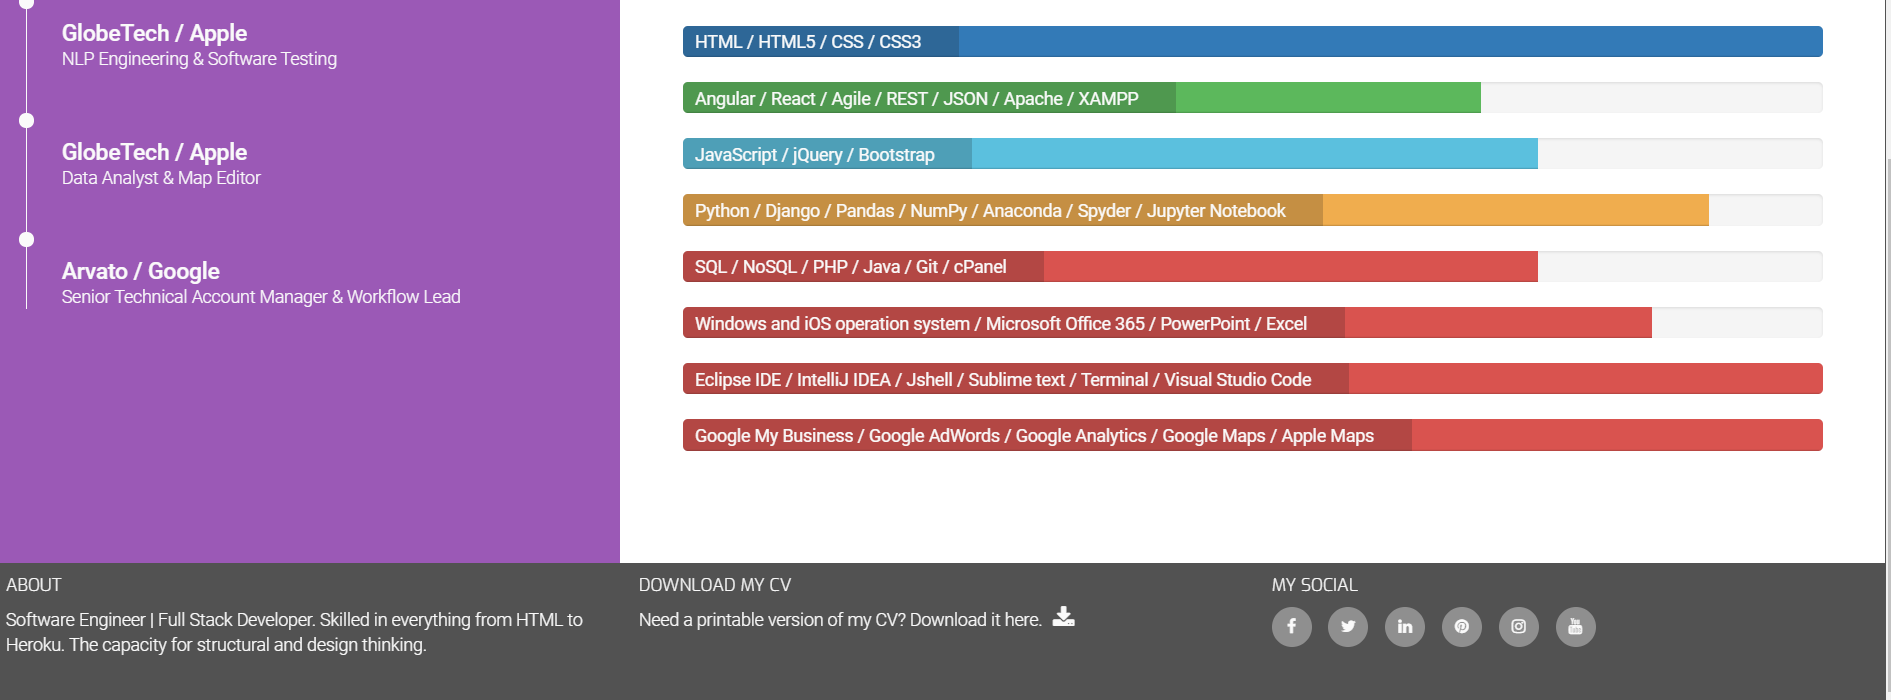 GlobeTech / Apple
NLP Engineering & Software Testing
GlobeTech / Apple
Data Analyst & Map Editor
Arvato / Google
Senior Technical Account Manager & Workflow Lead
HTML / HTML5 / CSS / CSS3
Angular / React / Agile / REST / JSON / Apache / XAMPP
JavaScript / jQuery / Bootstrap
Python / Django / Pandas / NumPy / Anaconda / Spyder / Jupyter Notebook
SQL / NoSQL / PHP / Java / Git / cPanel
Windows and iOS operation system / Microsoft Office 365 / PowerPoint / Excel
Eclipse IDE / IntelliJ IDEA / Jshell / Sublime text / Terminal / Visual Studio Code
Google My Business / Google AdWords / Google Analytics / Google Maps / Apple Maps
ABOUT
Software Engineer | Full Stack Developer. Skilled in everything from HTML to
Heroku. The capacity for structural and design thinking.
DOWNLOAD MY CV
Need a printable version of my CV? Download it here.
MY SOCIAL